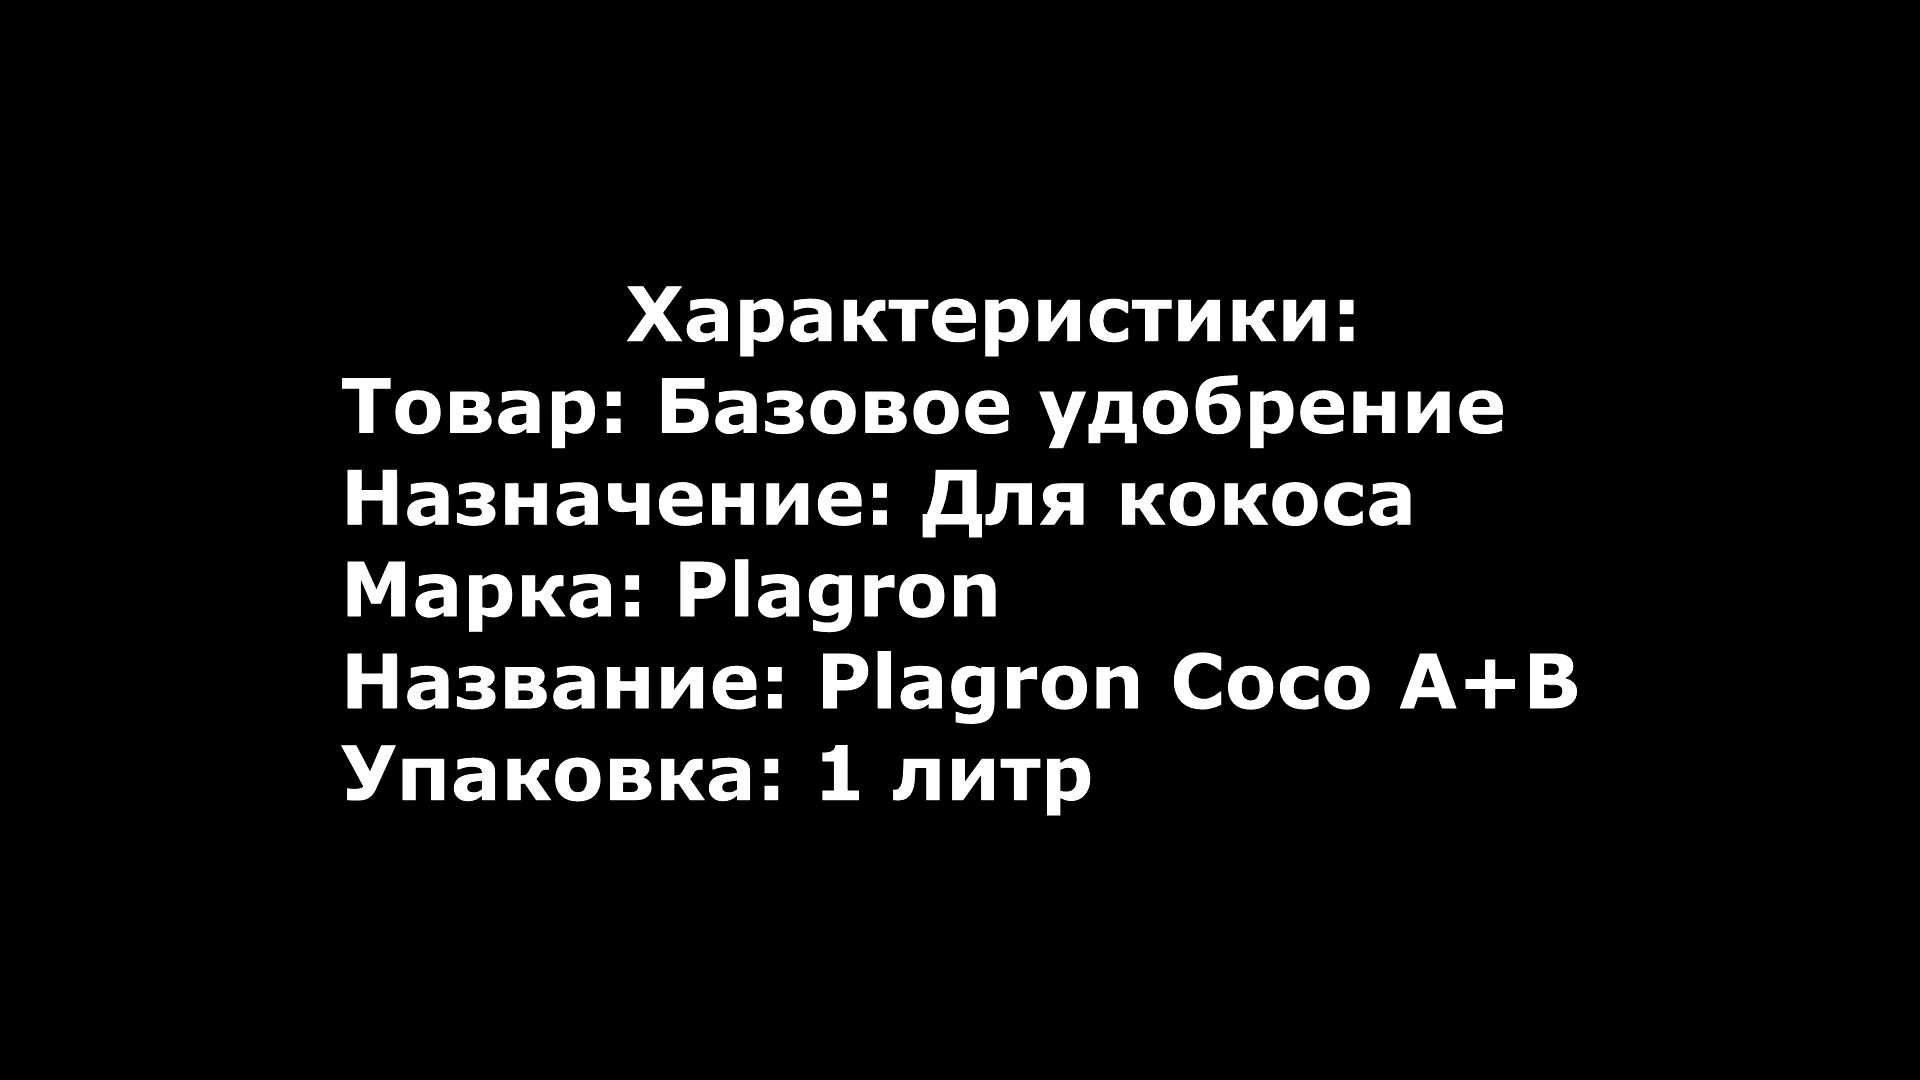 Характеристики:
Товар: Базовое удобрение
Назначение: Для кокоса
Марка: Plagron
Название: Plagron Coco A+B
Упаковка: 1 литр